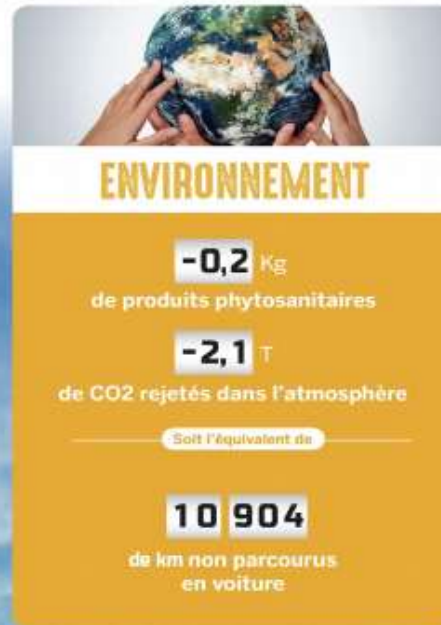 ENVIRONNEMENT
-0,2 Kg
de produits phytosanitaires
-2,1 T
de CO2 rejetés dans l'atmosphère
Soit l'équivalent de
10 904
de km non parcourus
en voiture